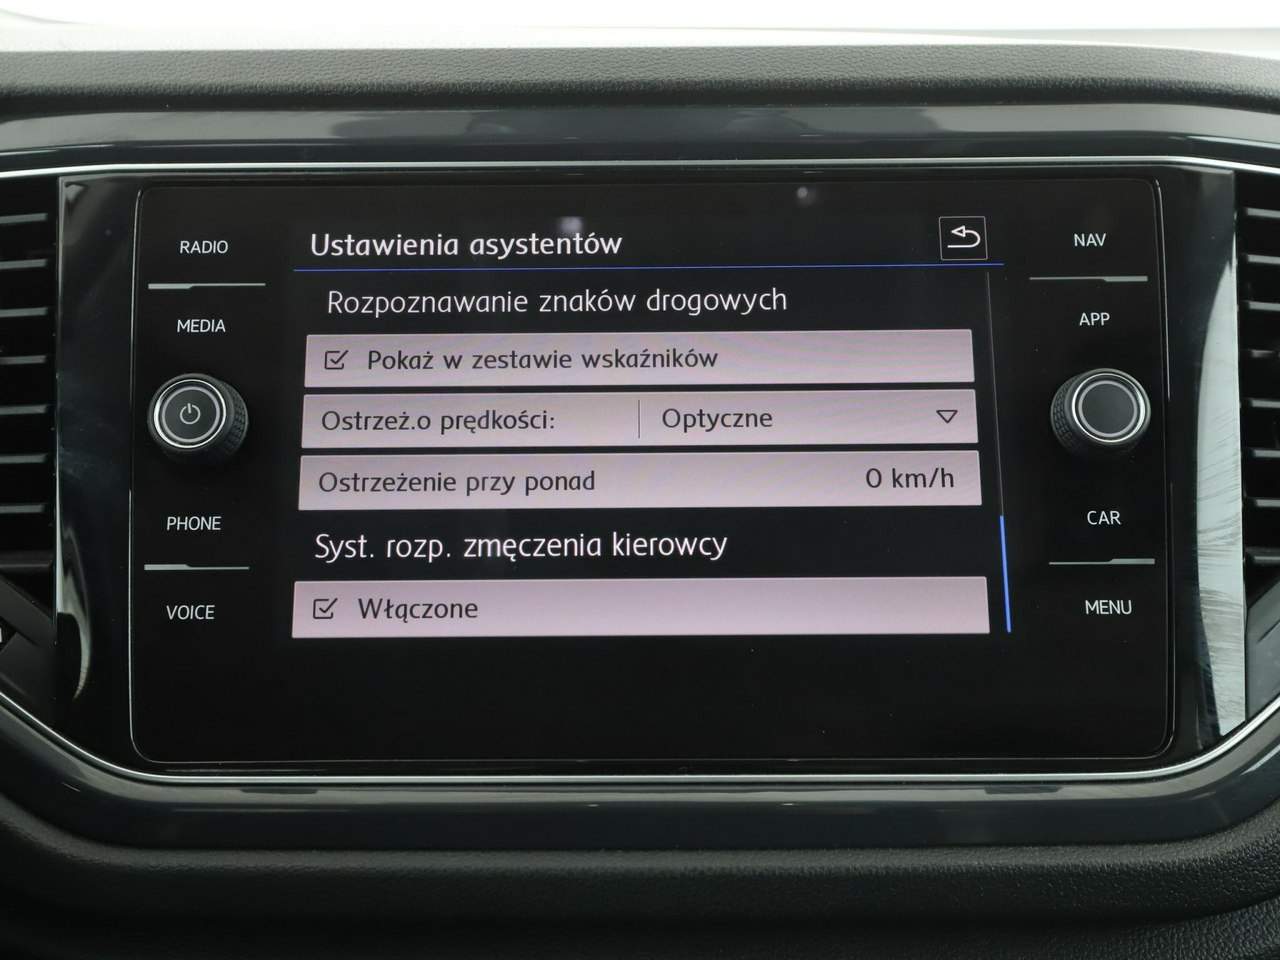 RADIO
MEDIA
PHONE
VOICE
Ustawienia asystentów
Rozpoznawanie znaków drogowych
Pokaż w zestawie wskaźników
Ostrzeż.o prędkości: Optyczne
Ostrzeżenie przy ponad 0 km/h
Syst. rozp. zmęczenia kierowcy
Włączone
NAV
APP
CAR
MENU